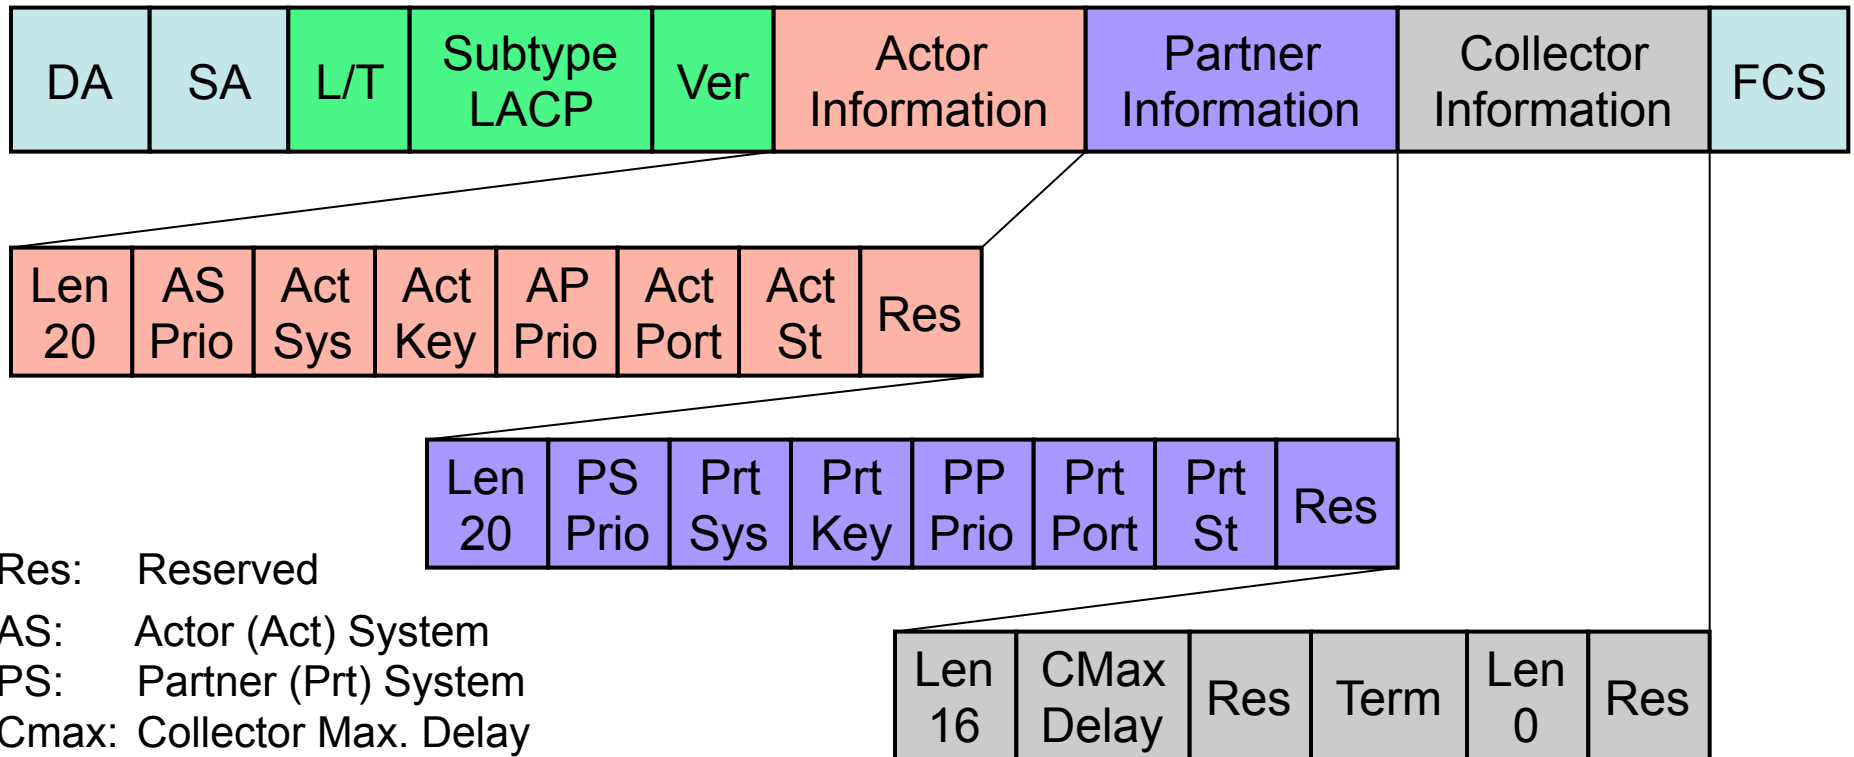 DA SA L/T Subtype LACP Ver Actor Information Partner Information Collector Information FCS
Len 20 AS Prio Act Sys Act Key AP Prio Act Port Act St Res
Len 20 PS Prio Prt Sys Prt Key PP Prio Prt Port Prt St Res
Res: Reserved
AS: Actor (Act) System
PS: Partner (Prt) System
Cmax: Collector Max. Delay
Len 16 CMax Delay Res Term Len 0 Res